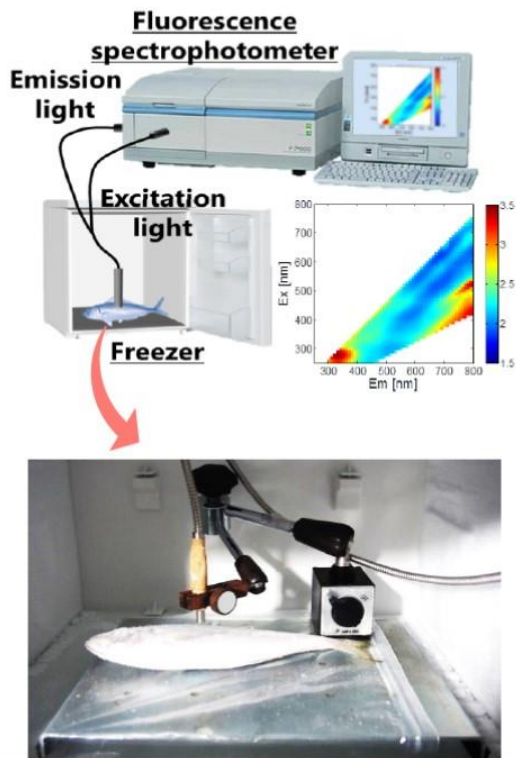 Fluorescence
spectrophotometer
Emission
light
Excitation
light
Freezer
Ex [nm]
800
700
600
500
400
300
300 400 500 600 700 800
Em [nm]
3.5
3
2.5
2
1.5